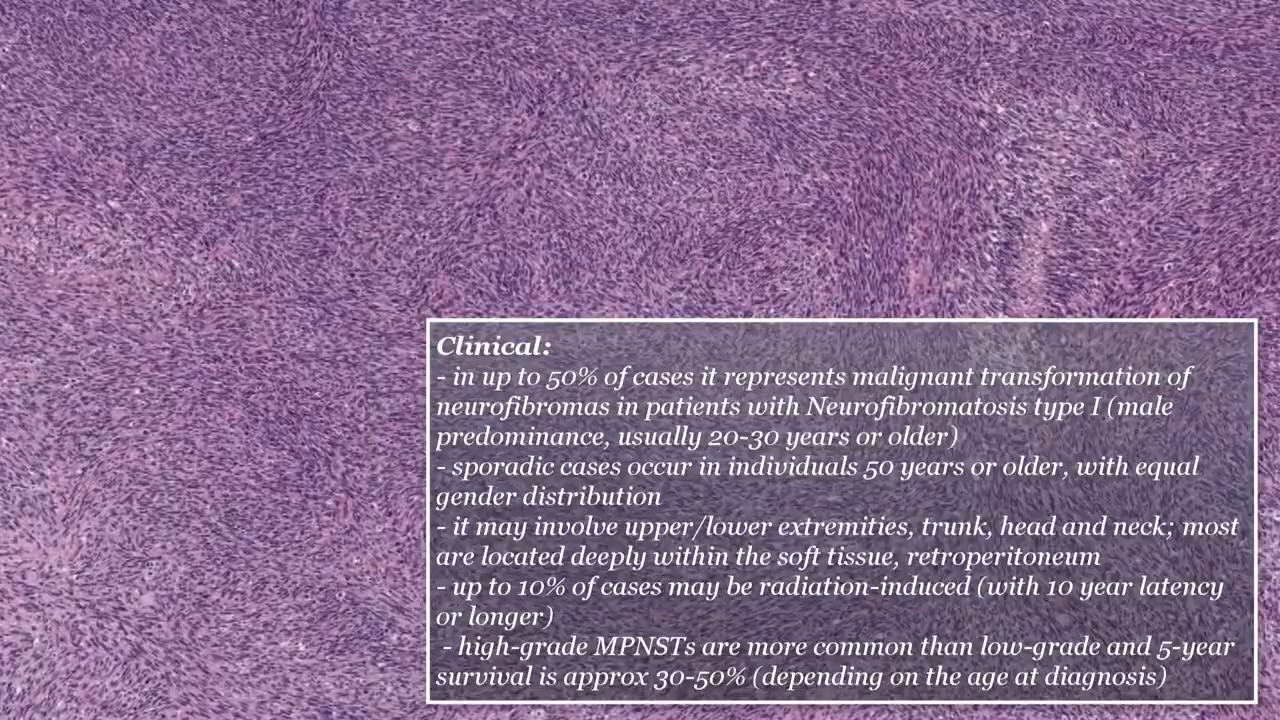 Clinical:
- in up to 50% of cases it represents malignant transformation of
neurofibromas in patients with Neurofibromatosis type I (male
predominance, usually 20-30 years or older)
- sporadic cases occur in individuals 50 years or older, with equal
gender distribution
- it may involve upper/lower extremities, trunk, head and neck; most
are located deeply within the soft tissue, retroperitoneum
- up to 10% of cases may be radiation-induced (with 10 year latency
or longer)
- high-grade MPNSTs are more common than low-grade and 5-year
survival is approx 30-50% (depending on the age at diagnosis)